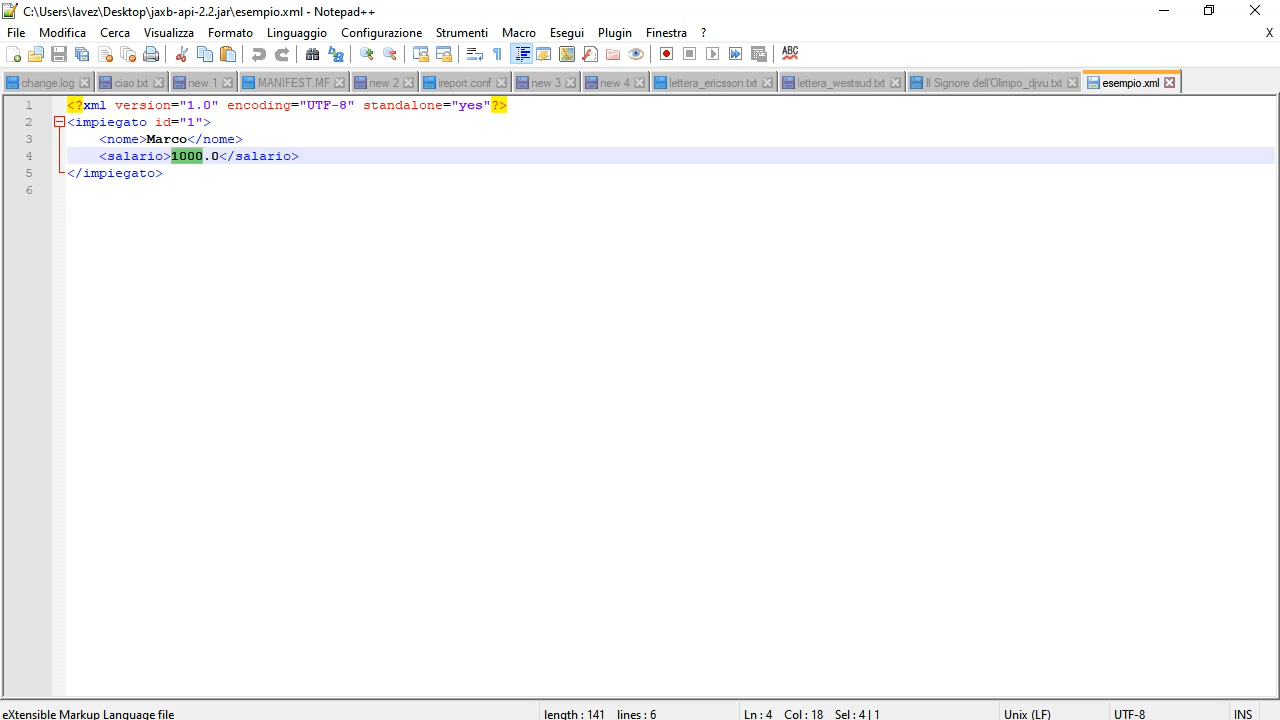 C:\Users\lavez\Desktop\jaxb-api-2.2.jar\esempio.xml - Notepad++
File Modifica Cerca Visualizza Formato Linguaggio Configurazione Strumenti Macro Esegui Plugin Finestra ? X
ABC
change.log ciao.txt new 1 MANIFEST.MF new 2 ireport.conf new 3 new 4 lettera_ericsson.txt lettera_westsud.txt Il Signore dell'Olimpo_djvu.txt esempio.xml
1 <?xml version="1.0" encoding="UTF-8" standalone="yes"?>
2 <impiegato id="1">
3 <nome>Marco</nome>
4 <salario>1000.0</salario>
5 </impiegato>
6
eXtensible Markup Language file length : 141 lines : 6 Ln : 4 Col : 18 Sel : 4 | 1 Unix (LF) UTF-8 INS